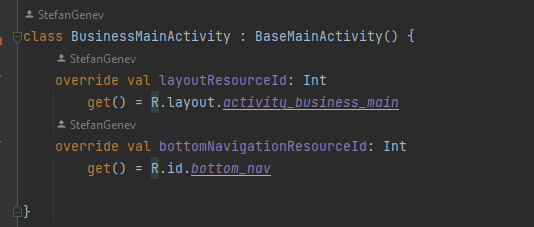 StefanGenev
class BusinessMainActivity : BaseMainActivity() {
StefanGenev
override val layoutResourceId: Int
get() = R.layout.activity_business_main
StefanGenev
override val bottomNavigationResourceId: Int
get() = R.id.bottom_nav
}